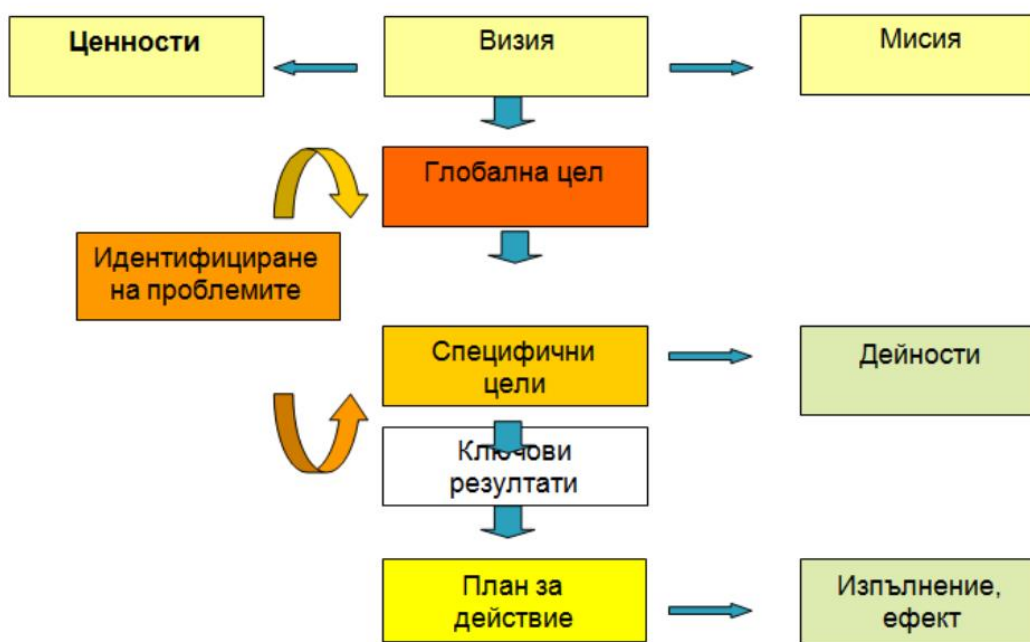 Ценности
Визия
Мисия
Глобална цел
Идентифициране
на проблемите
Специфични
цели
Дейности
Ключови
резултати
План за
действие
Изпълнение,
ефект